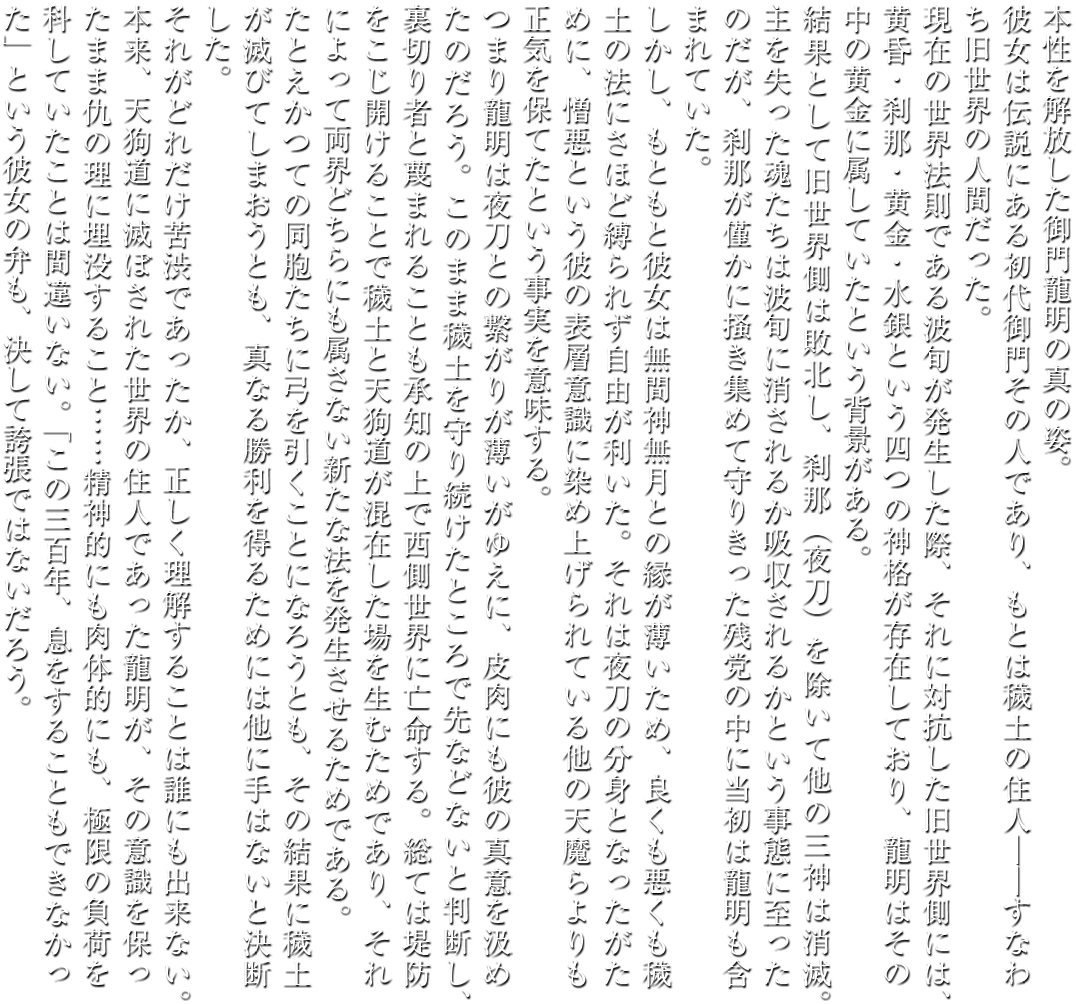 本性を解放した御門龍明の真の姿。
彼女は伝説にある初代御門その人であり、もとは穢土の住人――すなわ
ち旧世界の人間だった。
現在の世界法則である波旬が発生した際、それに対抗した旧世界側には、
黄昏・刹那・黄金・水銀という四つの神格が存在しており、龍明はその
中の黄金に属していたという背景がある。
結果として旧世界側は敗北し、刹那（夜刀）を除いて他の三神は消滅。
主を失った魂たちは波旬に消されるか吸収されるかという事態に至った
のだが、刹那が僅かに掻き集めて守りきった残党の中に当初は龍明も含
まれていた。
しかし、もともと彼女は無間神無月との縁が薄いため、良くも悪くも穢
土の法にさほど縛られず自由が利いた。それは夜刀の分身となったがた
めに、憎悪という彼の表層意識に染め上げられている他の天魔らよりも
正気を保てたという事実を意味する。
つまり龍明は夜刀との繋がりが薄いがゆえに、皮肉にも彼の真意を汲め
たのだろう。このまま穢土を守り続けたところで先などないと判断し、
裏切り者と蔑まれることも承知の上で西側世界に亡命する。総ては堤防
をこじ開けることで穢土と天狗道が混在した場を生むためであり、それ
によって両界どちらにも属さない新たな法を発生させるためである。
たとえかつての同胞たちに弓を引くことになろうとも、その結果に穢土
が滅びてしまおうとも、真なる勝利を得るためには他に手はないと決断
した。
それがどれだけ苦渋であったか、正しく理解することは誰にも出来ない。
本来、天狗道に滅ぼされた世界の住人であった龍明が、その意識を保っ
たまま仇の理に埋没すること……精神的にも肉体的にも、極限の負荷を
科していたことは間違いない。「この三百年、息をすることもできなかっ
た」という彼女の弁も、決して誇張ではないだろう。